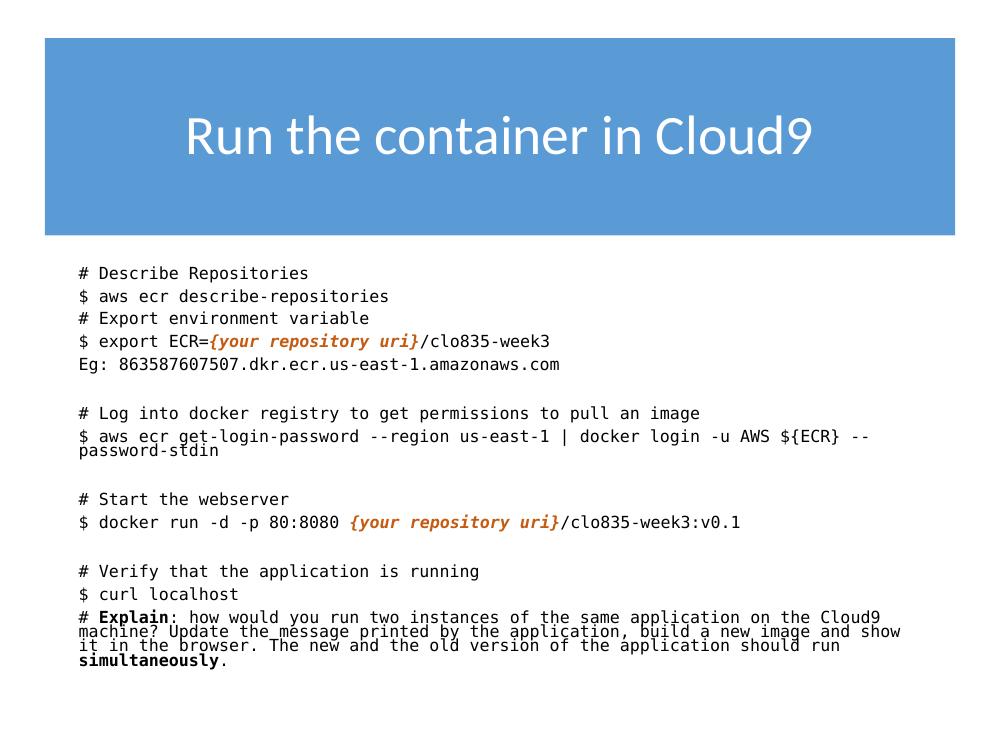 Run the container in Cloud9
# Describe Repositories
$ aws ecr describe-repositories
# Export environment variable
$ export ECR={your repository uri}/clo835-week3
Eg: 863587607507.dkr.ecr.us-east-1.amazonaws.com
# Log into docker registry to get permissions to pull an image
$ aws ecr get-login-password --region us-east-1 | docker login -u AWS ${ECR} --
password-stdin
# Start the webserver
$ docker run -d -p 80:8080 {your repository uri}/clo835-week3:v0.1
# Verify that the application is running
$ curl localhost
# Explain: how would you run two instances of the same application on the Cloud9
machine? Update the message printed by the application, build a new image and show
it in the browser. The new and the old version of the application should run
simultaneously.